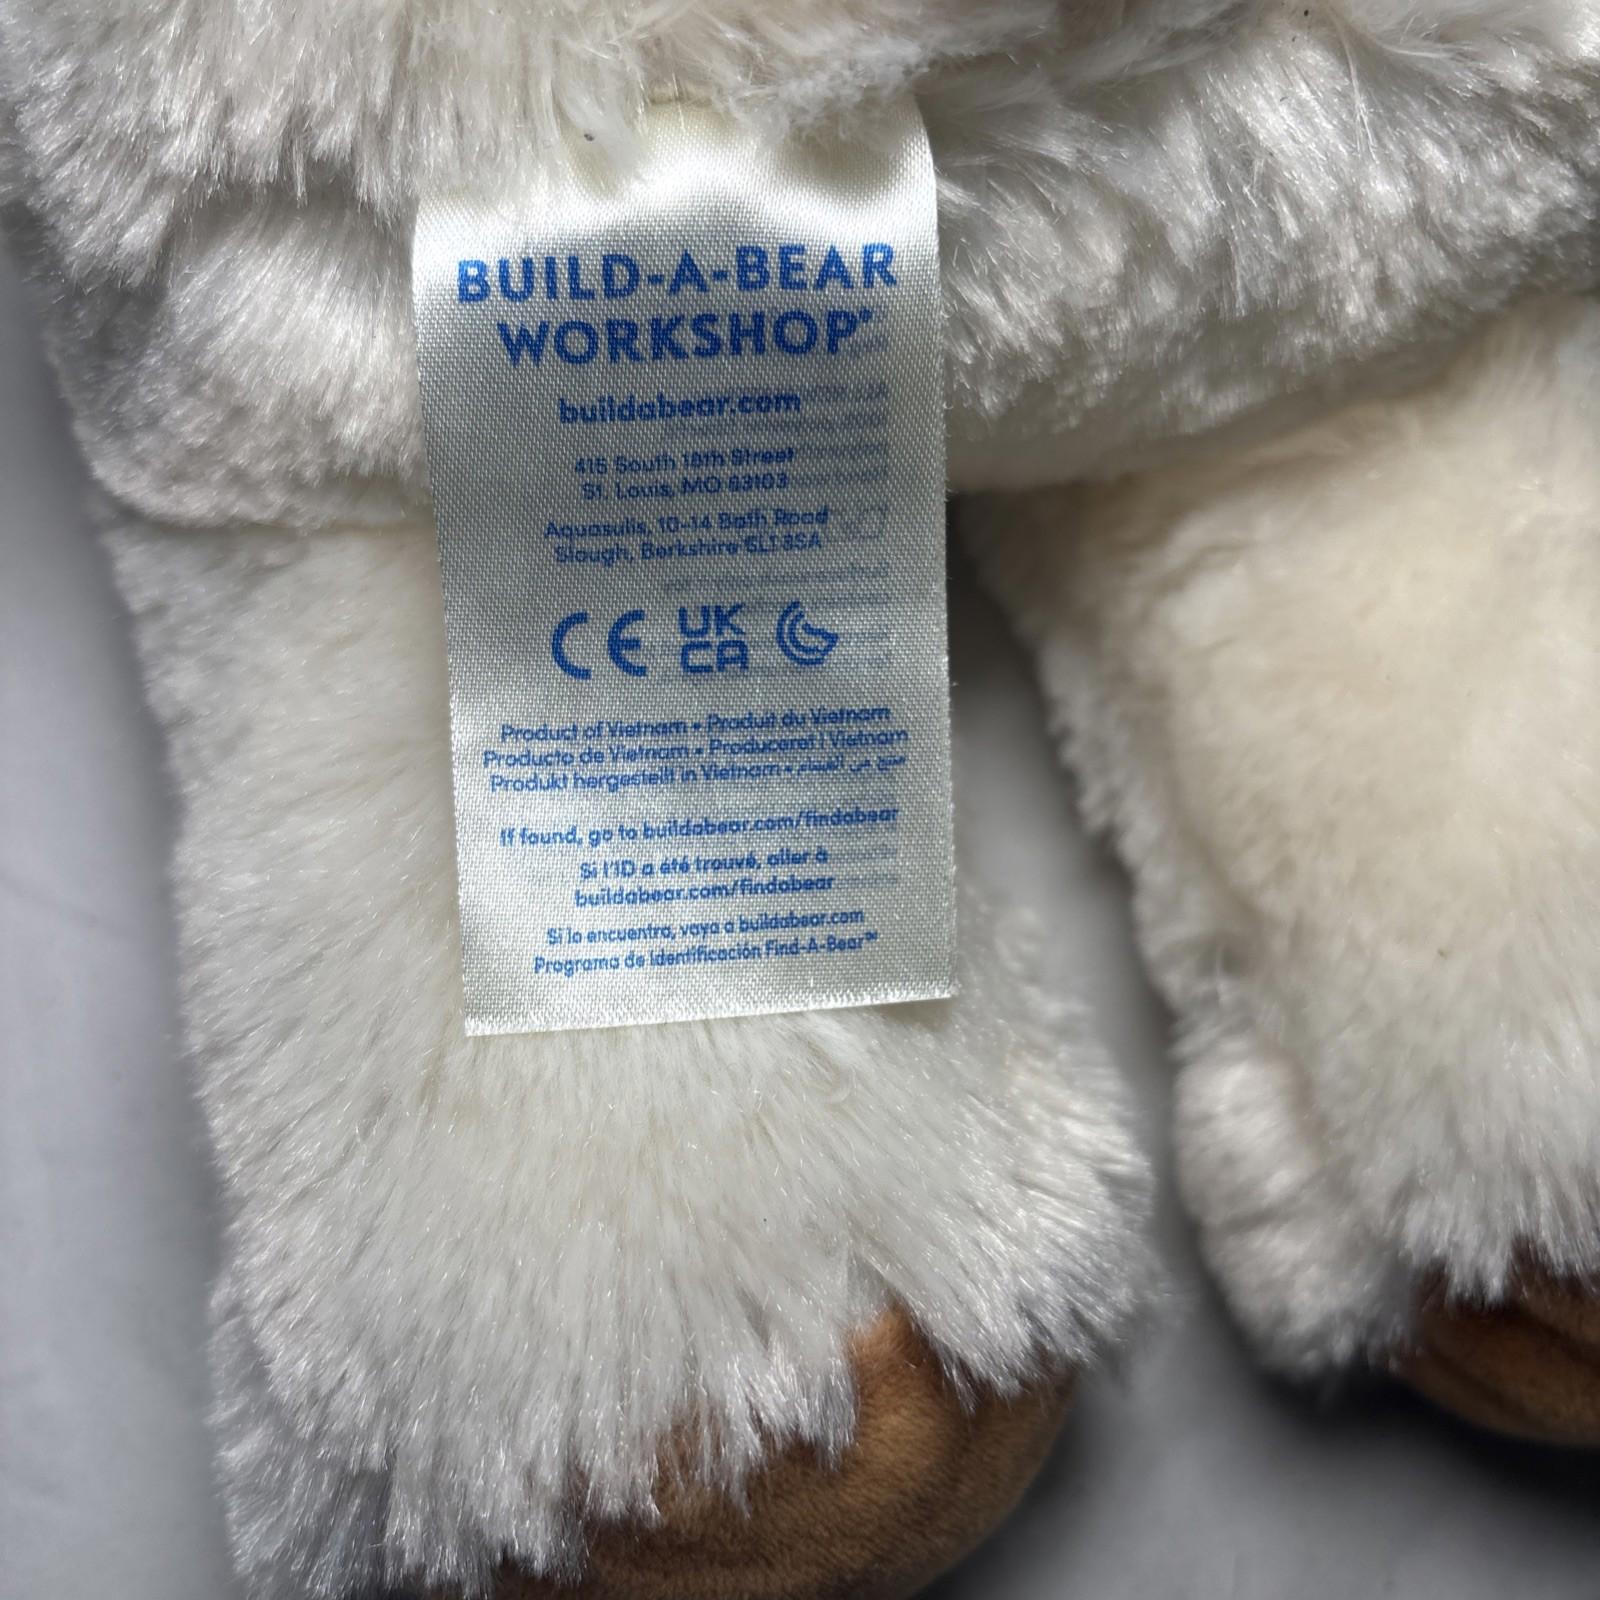 BUILD-A-BEAR
WORKSHOP®
buildabear.com
415 South 18th Street
St. Louis, MO 63103
Aquasulis, 10-14 Bath Road
Slough, Berkshire SL1 3SA
CE UK CA
Product of Vietnam • Produit du Vietnam
Producto de Vietnam • Produceret i Vietnam
Produkt hergestellt in Vietnam • منتج من الفيتنام
If found, go to buildabear.com/findabear
Si l'ID a été trouvé, aller à
buildabear.com/findabear
Si lo encuentra, vaya a buildabear.com
Programa de Identificación Find-A-Bear™